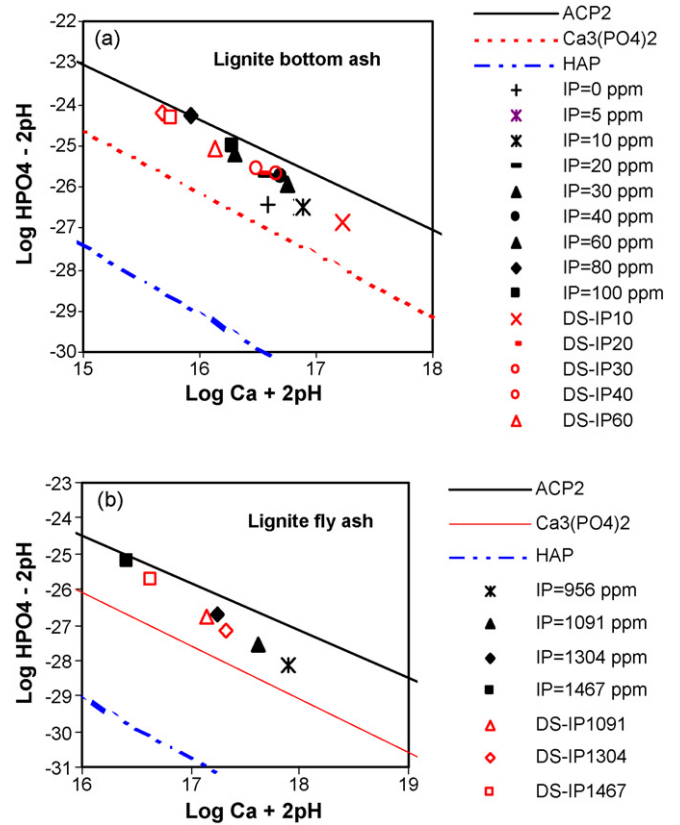 (a)
Lignite bottom ash
-22
-23
-24
-25
-26
-27
-28
-29
-30
Log HPO4 - 2pH
15
16
17
18
Log Ca + 2pH
ACP2
Ca3(PO4)2
HAP
IP=0 ppm
IP=5 ppm
IP=10 ppm
IP=20 ppm
IP=30 ppm
IP=40 ppm
IP=60 ppm
IP=80 ppm
IP=100 ppm
DS-IP10
DS-IP20
DS-IP30
DS-IP40
DS-IP60
(b)
Lignite fly ash
-23
-24
-25
-26
-27
-28
-29
-30
-31
Log HPO4 - 2pH
16
17
18
19
Log Ca + 2pH
ACP2
Ca3(PO4)2
HAP
IP=956 ppm
IP=1091 ppm
IP=1304 ppm
IP=1467 ppm
DS-IP1091
DS-IP1304
DS-IP1467